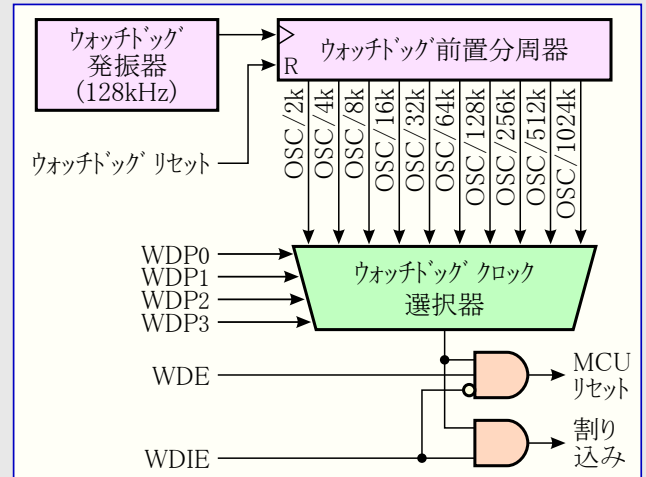 ウォッチドッグ
発振器
(128kHz)
ウォッチドッグ前置分周器
R
OSC/2k
OSC/4k
OSC/8k
OSC/16k
OSC/32k
OSC/64k
OSC/128k
OSC/256k
OSC/512k
OSC/1024k
ウォッチドッグ リセット
WDP0
WDP1
WDP2
WDP3
ウォッチドッグ クロック
選択器
WDE
MCU
リセット
WDIE
割り
込み